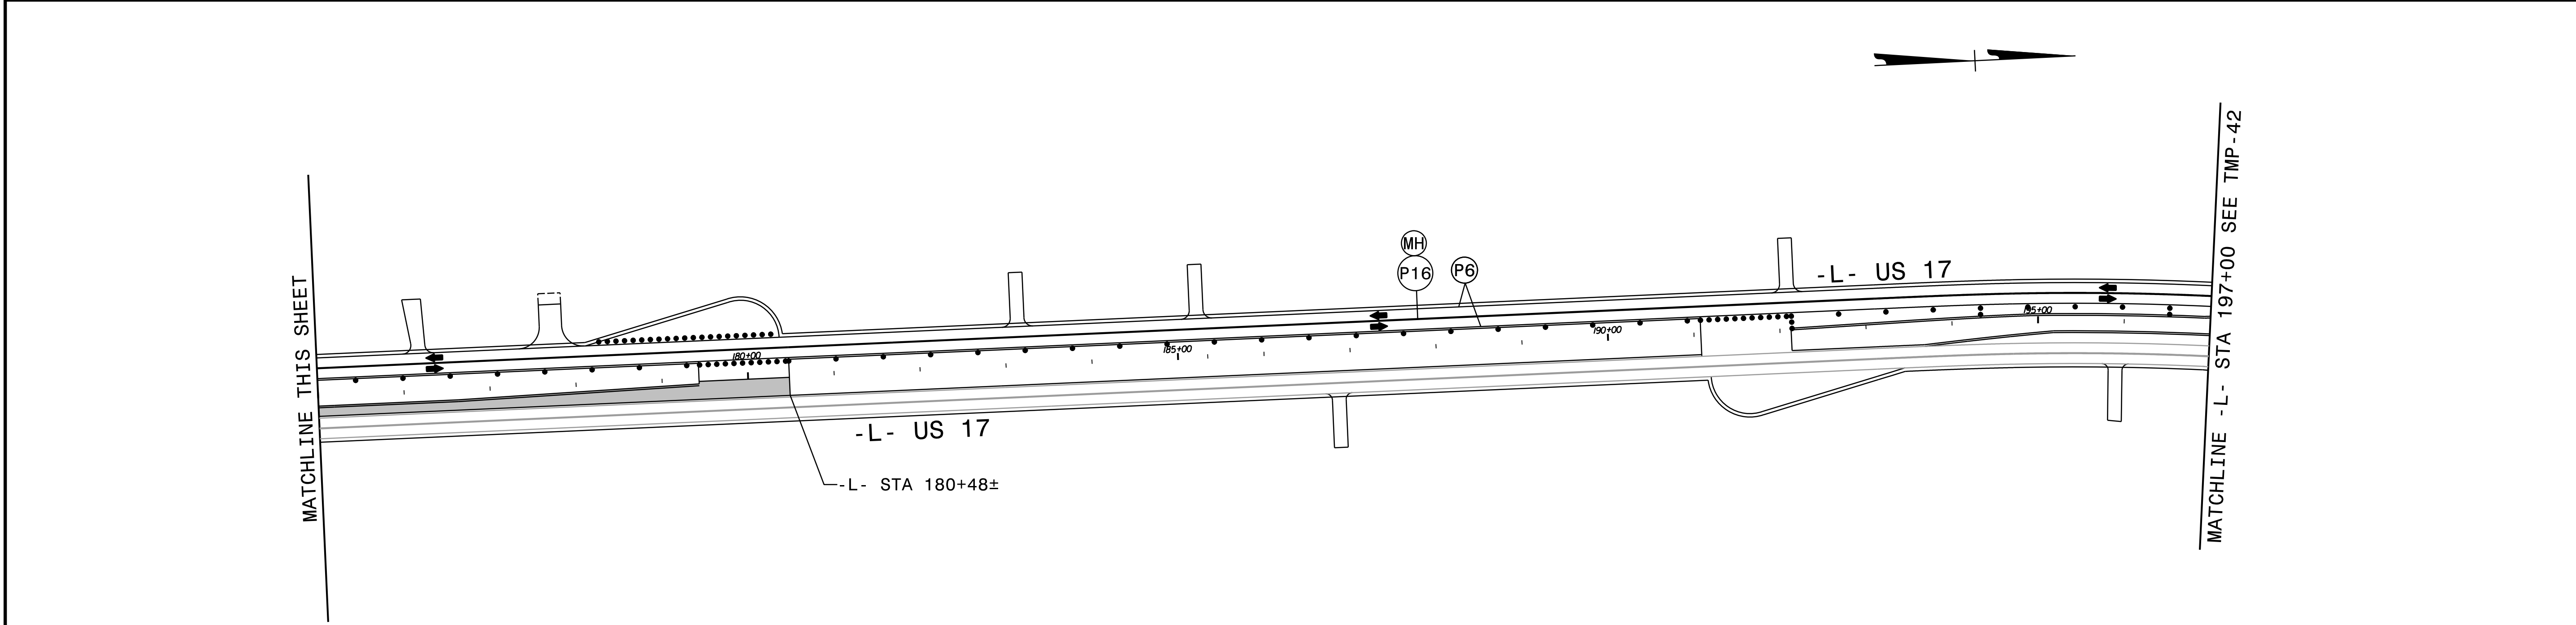 MATCHLINE THIS SHEET
MH
P16
P6
-L- US 17
180+00
185+00
190+00
195+00
-L- US 17
-L- STA 180+48±
MATCHLINE -L- STA 197+00 SEE TMP-42